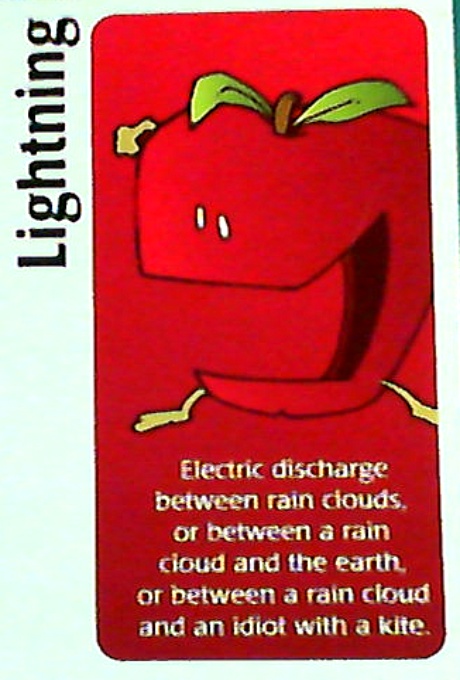 Lightning
Electric discharge
between rain clouds,
or between a rain
cloud and the earth,
or between a rain cloud
and an idiot with a kite.